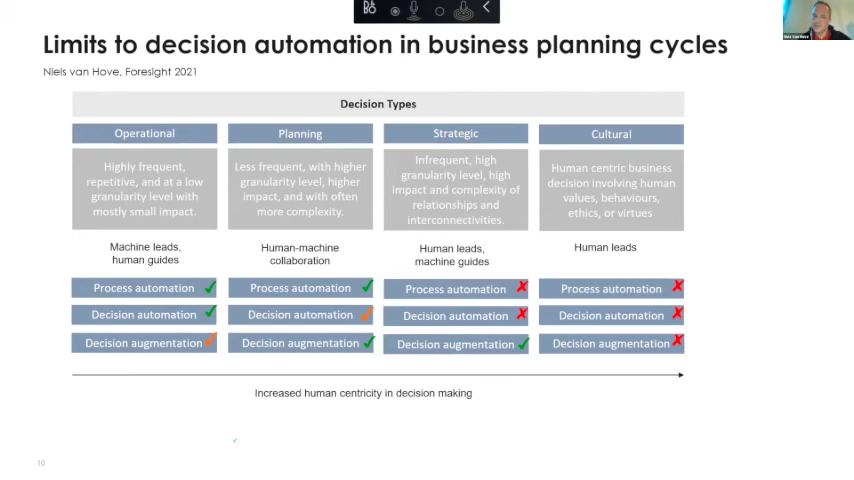 Limits to decision automation in business planning cycles
Niels van Hove, Foresight 2021
Decision Types
Operational
Planning
Strategic
Cultural
Highly frequent,
repetitive, and at a low
granularity level with
mostly small impact.
Less frequent, with higher
granularity level, higher
impact, and with often
more complexity.
Infrequent, high
granularity level, high
impact and complexity of
relationships and
interconnectivities.
Human centric business
decision involving human
values, behaviours,
ethics, or virtues
Machine leads,
human guides
Human-machine
collaboration
Human leads,
machine guides
Human leads
Process automation
Process automation
Process automation
Process automation
Decision automation
Decision automation
Decision automation
Decision automation
Decision augmentation
Decision augmentation
Decision augmentation
Decision augmentation
Increased human centricity in decision making
10